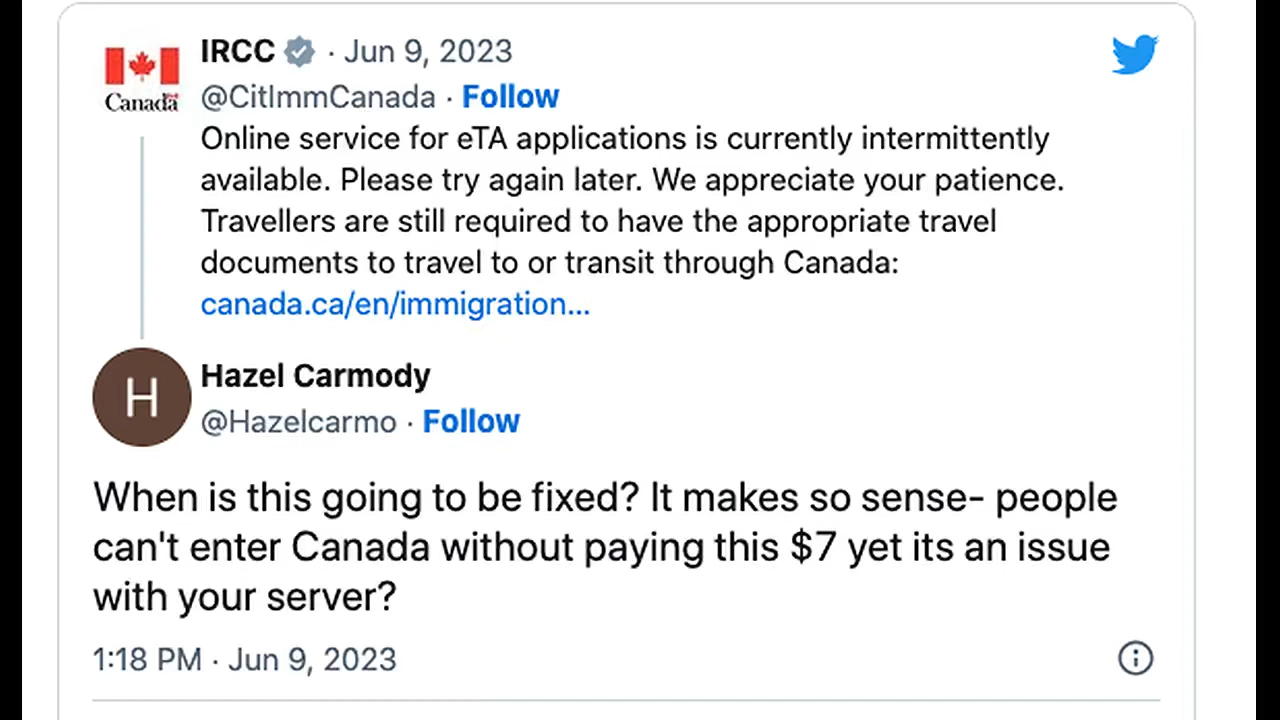 IRCC · Jun 9, 2023
Canada
@CitImmCanada · Follow
Online service for eTA applications is currently intermittently
available. Please try again later. We appreciate your patience.
Travellers are still required to have the appropriate travel
documents to travel to or transit through Canada:
canada.ca/en/immigration...
H
Hazel Carmody
@Hazelcarmo · Follow
When is this going to be fixed? It makes so sense- people
can't enter Canada without paying this $7 yet its an issue
with your server?
1:18 PM · Jun 9, 2023